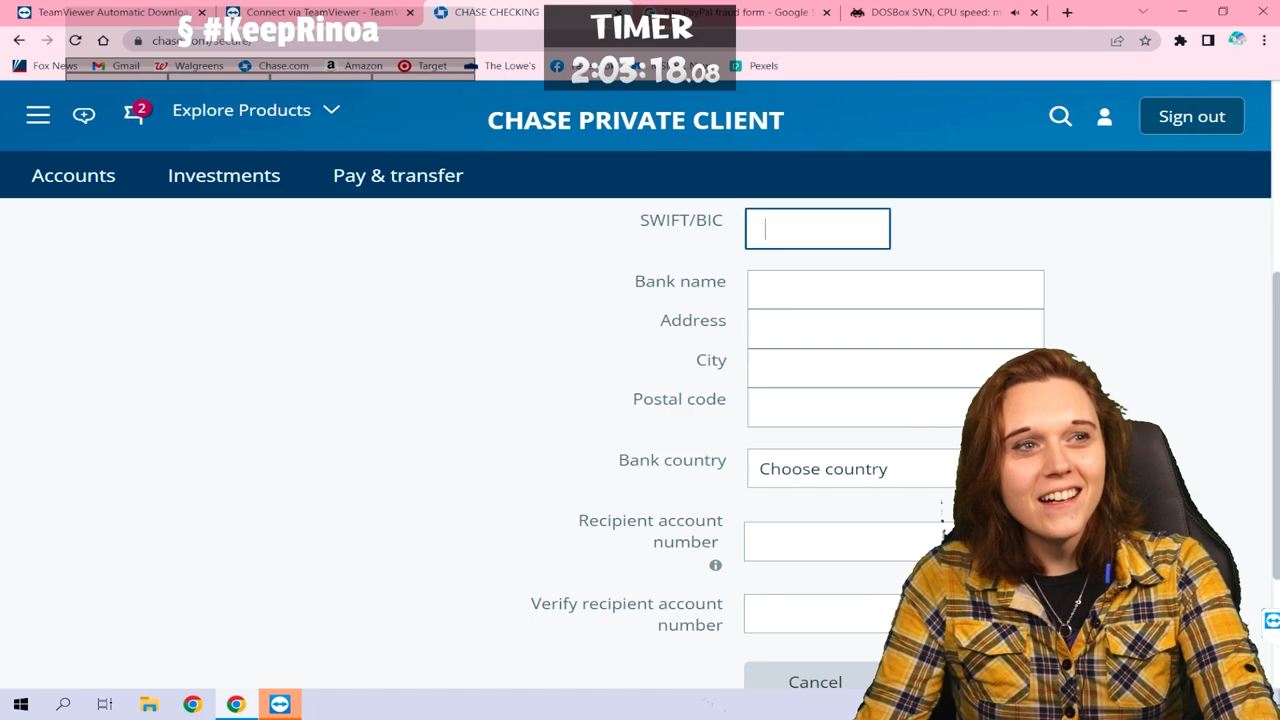 TeamViewer Automatic Downloa
Connect via TeamViewer - TeamV
CHASE CHECKING
The PayPal fraud form - Google
DOSBox SVN, CPU speed: m
§ #KeepRinoa
TIMER
2:03:18.08
Fox News
Gmail
Walgreens
Chase.com
Amazon
Target
The Lowe's
Pexels
2
Explore Products
CHASE PRIVATE CLIENT
Sign out
Accounts
Investments
Pay & transfer
SWIFT/BIC
Bank name
Address
City
Postal code
Bank country
Choose country
Recipient account
number
Verify recipient account
number
Cancel